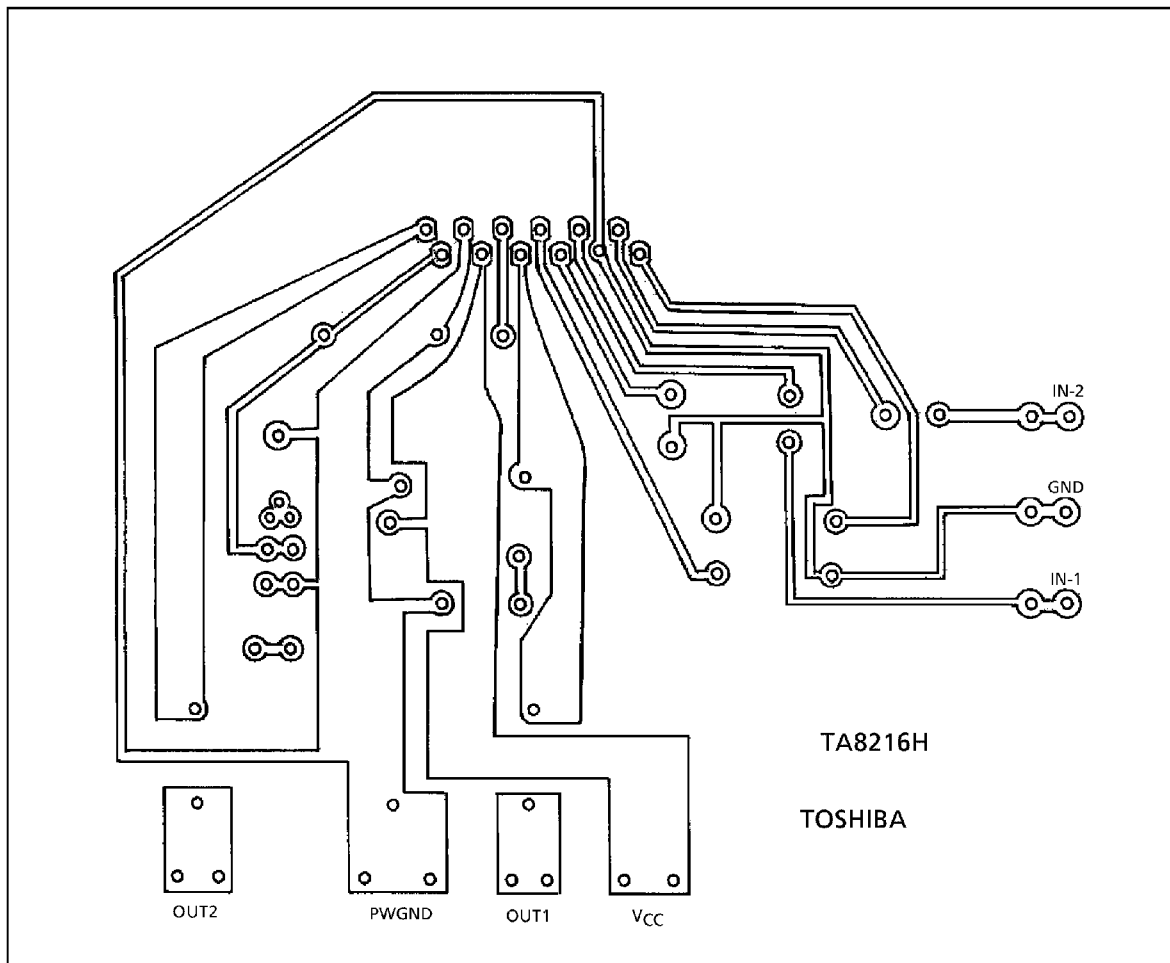 IN-2
GND
IN-1
TA8216H
TOSHIBA
OUT2
PWGND
OUT1
VCC